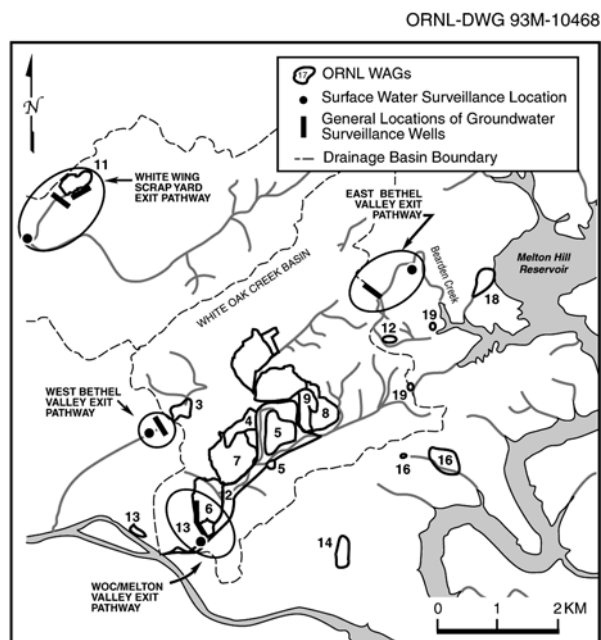 ORNL-DWG 93M-10468
N
17 ORNL WAGs
Surface Water Surveillance Location
General Locations of Groundwater
Surveillance Wells
Drainage Basin Boundary
11
WHITE WING
SCRAP YARD
EXIT PATHWAY
EAST BETHEL
VALLEY EXIT
PATHWAY
Bearden Creek
Melton Hill
Reservoir
WHITE OAK CREEK BASIN
18
19
12
19
WEST BETHEL
VALLEY EXIT
PATHWAY
3
4
9
8
5
7
5
16
16
2
6
13
13
14
WOC/MELTON
VALLEY EXIT
PATHWAY
0 1 2 KM